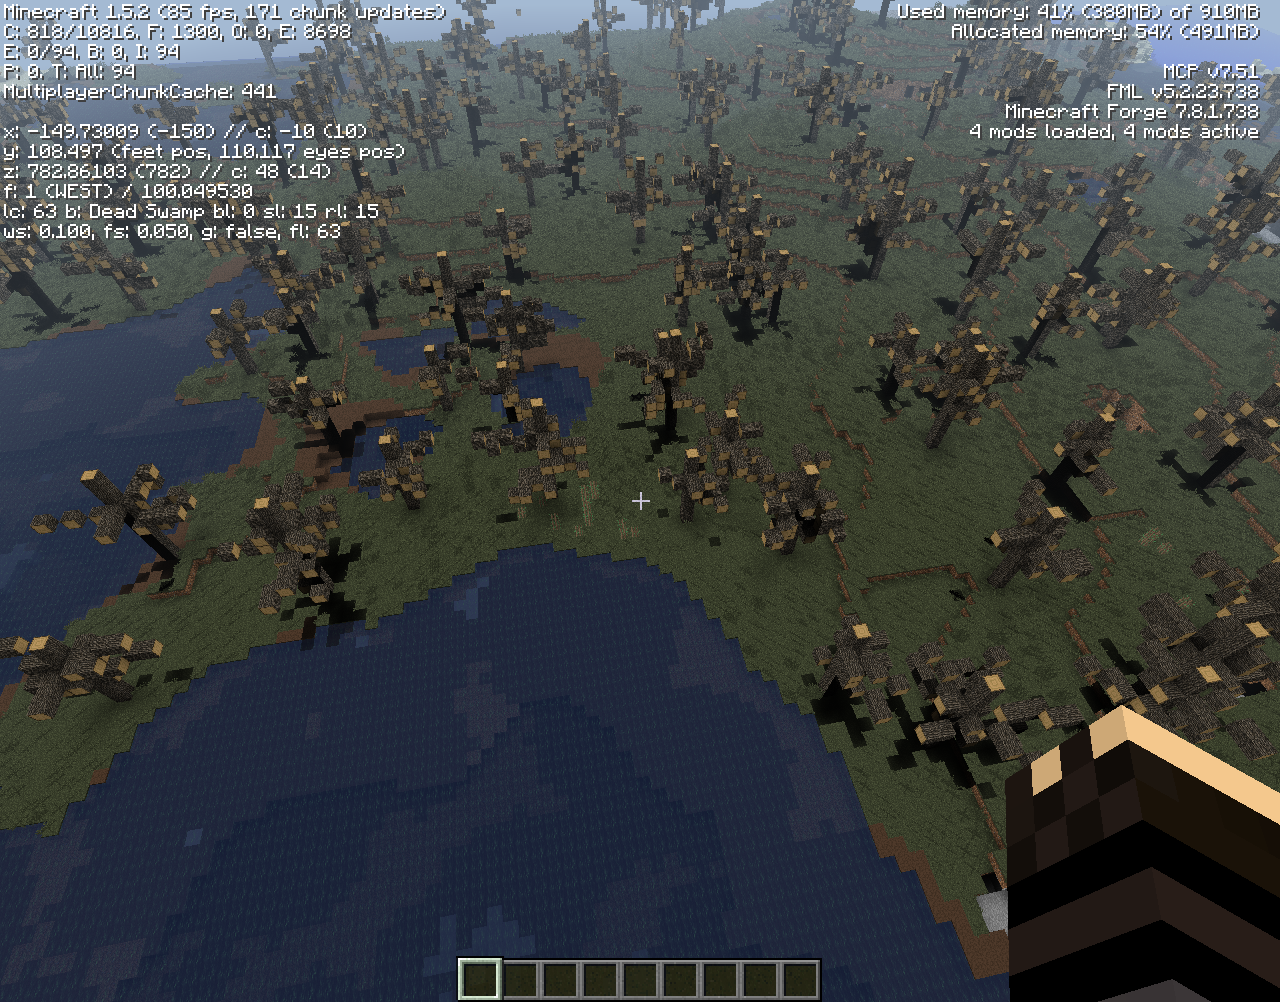 Minecraft 1.5.2 (85 fps, 171 chunk updates)
C: 818/10816, F: 1300, O: 0, E: 8698
E: 0/94, B: 0, I: 94
P: 0, T: All: 94
MultiplayerChunkCache: 441
x: -149.73009 (-150) // c: -10 (10)
y: 108.497 (feet pos, 110.117 eyes pos)
z: 782.86103 (782) // c: 48 (14)
f: 1 (WEST) / 100.049530
lc: 63 b: Dead Swamp bl: 0 sl: 15 rl: 15
ws: 0.100, fs: 0.050, g: false, fl: 63
Used memory: 41% (380MB) of 910MB
Allocated memory: 54% (491MB)
MCP v7.51
FML v5.2.23.738
Minecraft Forge 7.8.1.738
4 mods loaded, 4 mods active